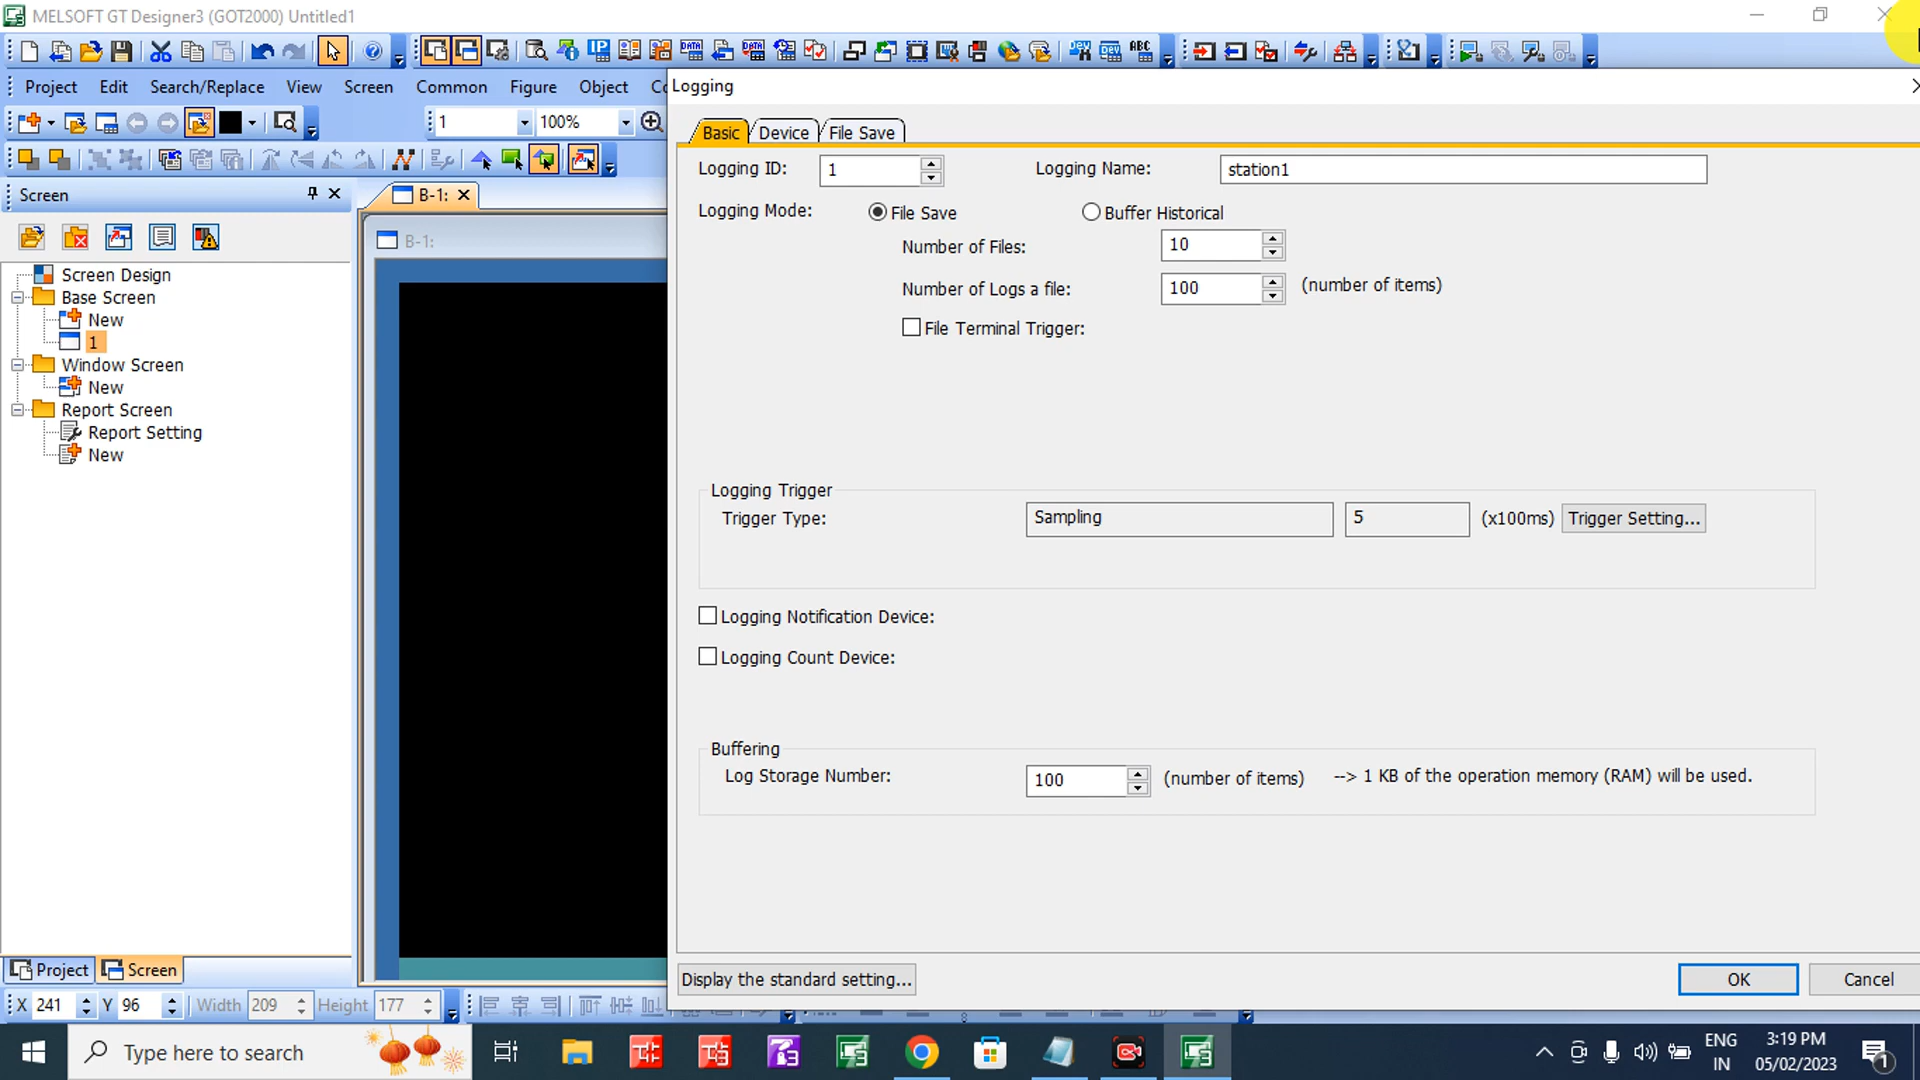 MELSOFT GT Designer3 (GOT2000) Untitled1
Project Edit Search/Replace View Screen Common Figure Object Co
1 100%
Screen
B-1:
B-1:
Screen Design
Base Screen
New
1
Window Screen
New
Report Screen
Report Setting
New
Project Screen
X 241 Y 96 Width 209 Height 177
Logging
Basic Device File Save
Logging ID: 1 Logging Name: station1
Logging Mode: File Save Buffer Historical
Number of Files: 10
Number of Logs a file: 100 (number of items)
File Terminal Trigger:
Logging Trigger
Trigger Type: Sampling 5 (x100ms) Trigger Setting...
Logging Notification Device:
Logging Count Device:
Buffering
Log Storage Number: 100 (number of items) --> 1 KB of the operation memory (RAM) will be used.
Display the standard setting... OK Cancel
Type here to search
ENG
IN
3:19 PM
05/02/2023
1